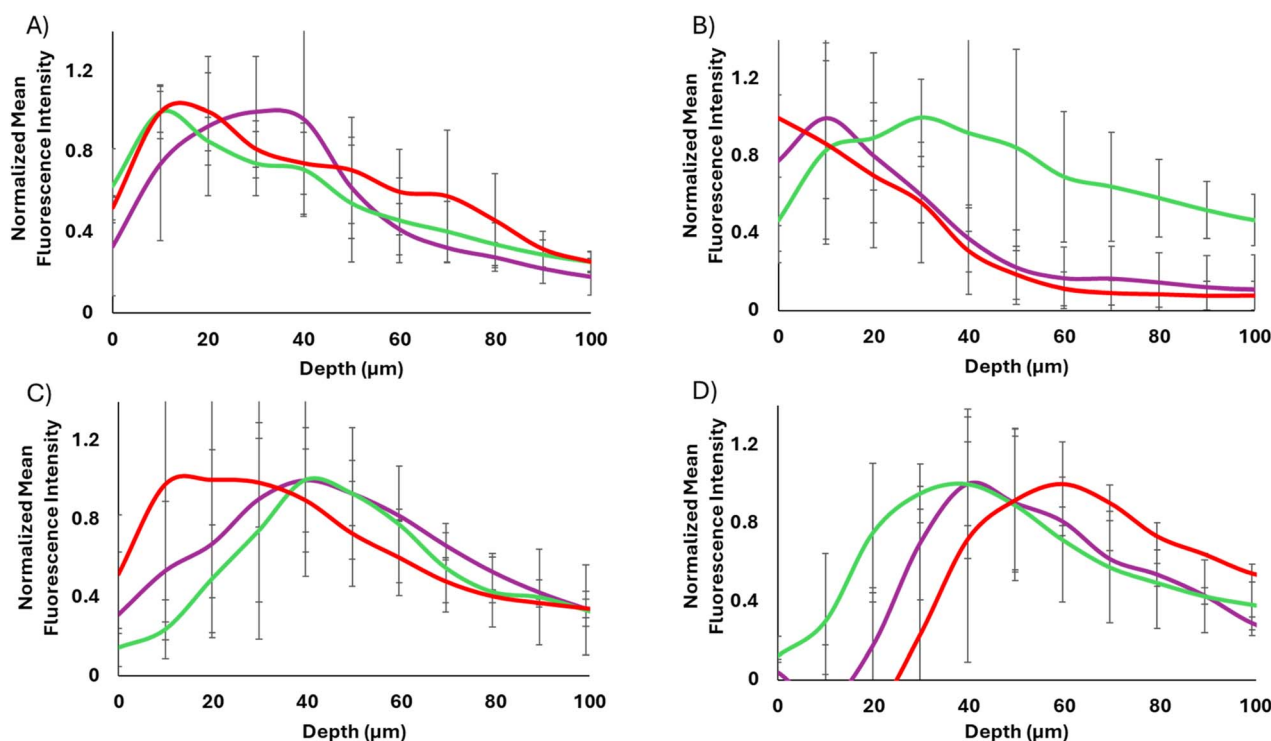 A)
Normalized Mean
Fluorescence Intensity
1.2
0.8
0.4
0
0 20 40 60 80 100
Depth (µm)
B)
Normalized Mean
Fluorescence Intensity
1.2
0.8
0.4
0
0 20 40 60 80 100
Depth (µm)
C)
Normalized Mean
Fluorescence Intensity
1.2
0.8
0.4
0
0 20 40 60 80 100
Depth (µm)
D)
Normalized Mean
Fluorescence Intensity
1.2
0.8
0.4
0
0 20 40 60 80 100
Depth (µm)